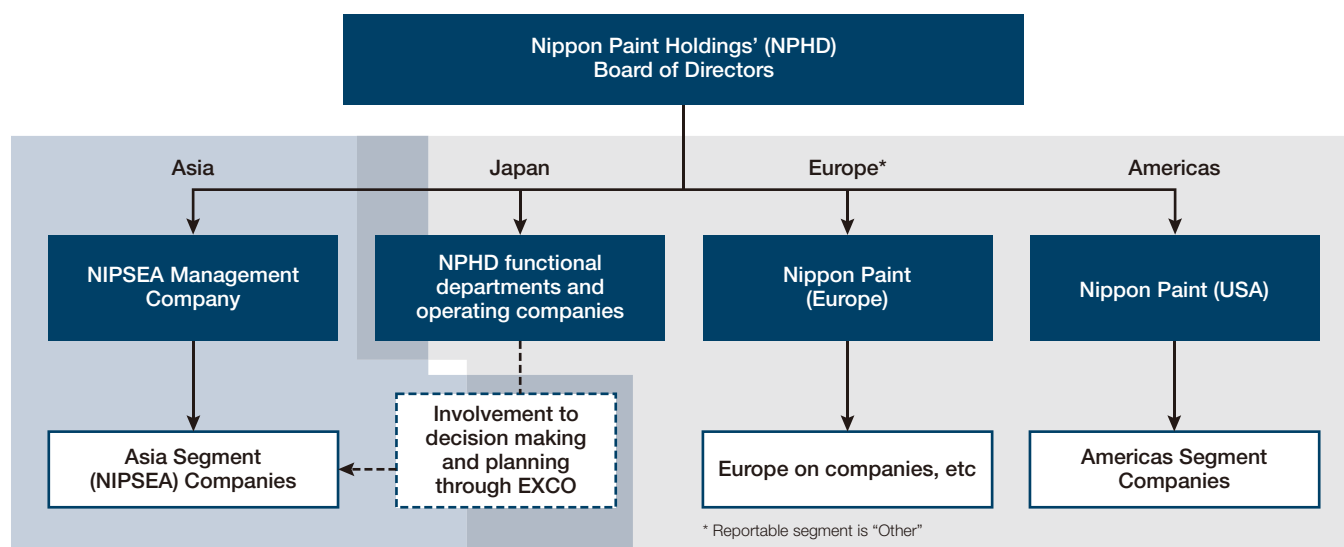 Nippon Paint Holdings’ (NPHD)
Board of Directors
Asia
Japan
Europe*
Americas
NIPSEA Management
Company
NPHD functional
departments and
operating companies
Nippon Paint
(Europe)
Nippon Paint (USA)
Asia Segment
(NIPSEA) Companies
Involvement to
decision making
and planning
through EXCO
Europe on companies, etc
Americas Segment
Companies
* Reportable segment is “Other”